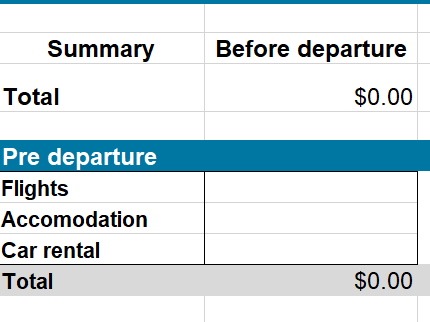 Summary Before departure
Total $0.00
Pre departure
Flights
Accomodation
Car rental
Total $0.00